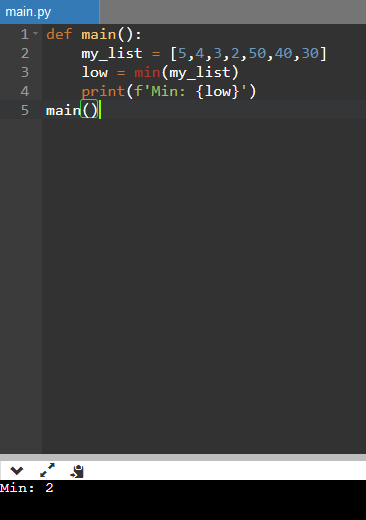 main.py
1 def main():
2     my_list = [5,4,3,2,50,40,30]
3     low = min(my_list)
4     print(f'Min: {low}')
5 main()
Min: 2